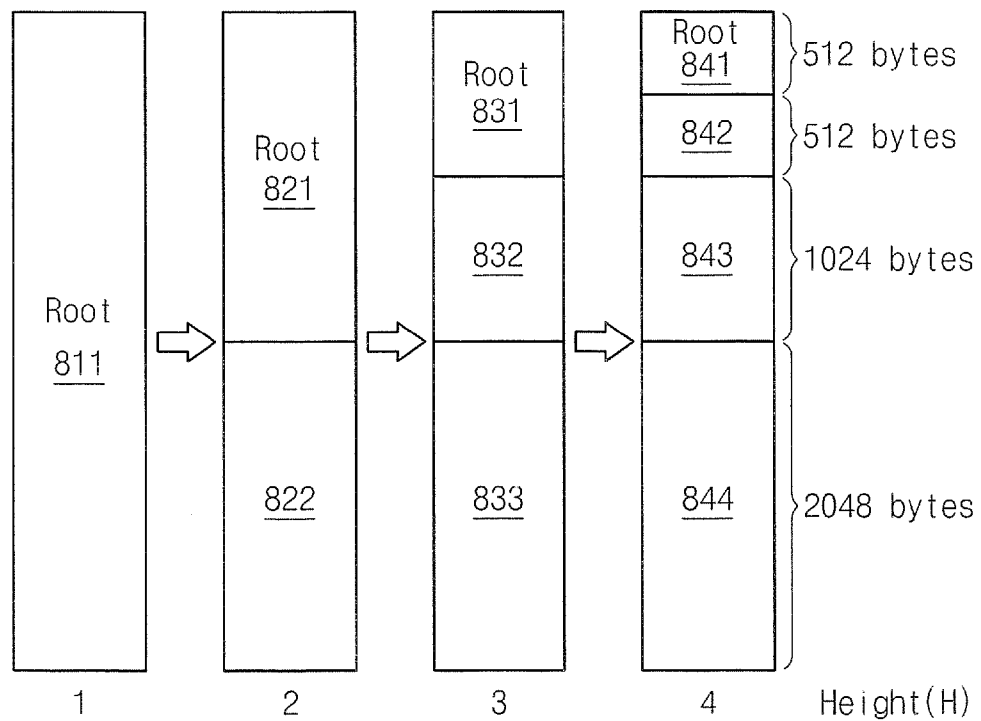 Root
811
Root
821
822
Root
831
832
833
Root
841
842
843
844
512 bytes
512 bytes
1024 bytes
2048 bytes
1
2
3
4
Height(H)